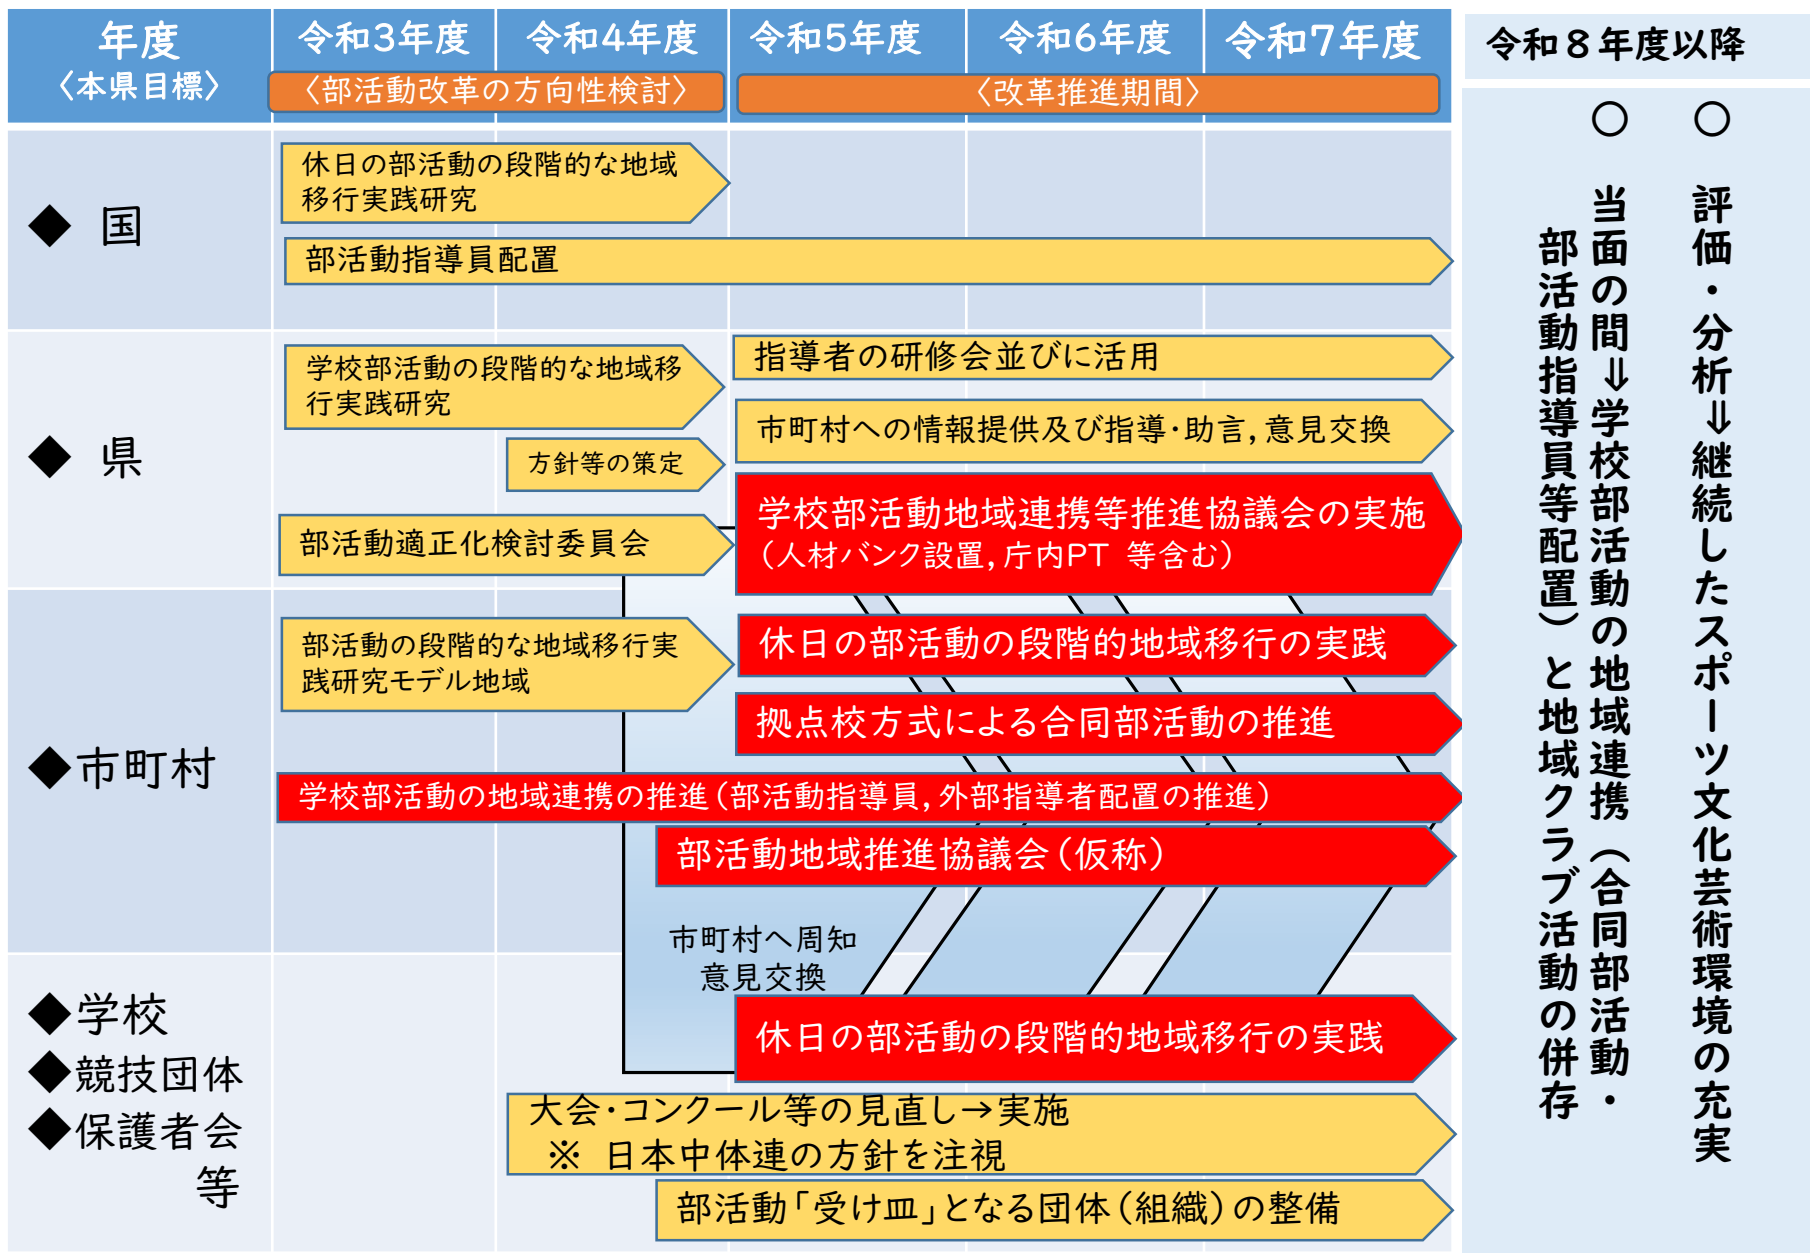 年度
〈本県目標〉
令和3年度
令和4年度
令和5年度
令和6年度
令和7年度
令和8年度以降
〈部活動改革の方向性検討〉
〈改革推進期間〉
◆ 国
休日の部活動の段階的な地域
移行実践研究
部活動指導員配置
◆ 県
学校部活動の段階的な地域移
行実践研究
方針等の策定
部活動適正化検討委員会
指導者の研修会並びに活用
市町村への情報提供及び指導・助言,意見交換
学校部活動地域連携等推進協議会の実施
(人材バンク設置,庁内PT 等含む)
◆市町村
部活動の段階的な地域移行実
践研究モデル地域
休日の部活動の段階的地域移行の実践
拠点校方式による合同部活動の推進
学校部活動の地域連携の推進(部活動指導員,外部指導者配置の推進)
部活動地域推進協議会(仮称)
市町村へ周知
意見交換
◆学校
◆競技団体
◆保護者会
等
休日の部活動の段階的地域移行の実践
大会・コンクール等の見直し→実施
※ 日本中体連の方針を注視
部活動「受け皿」となる団体(組織)の整備
○ 評価・分析⇒継続したスポーツ文化芸術環境の充実
○ 当面の間⇒学校部活動の地域連携(合同部活動・
部活動指導員等配置)と地域クラブ活動の併存